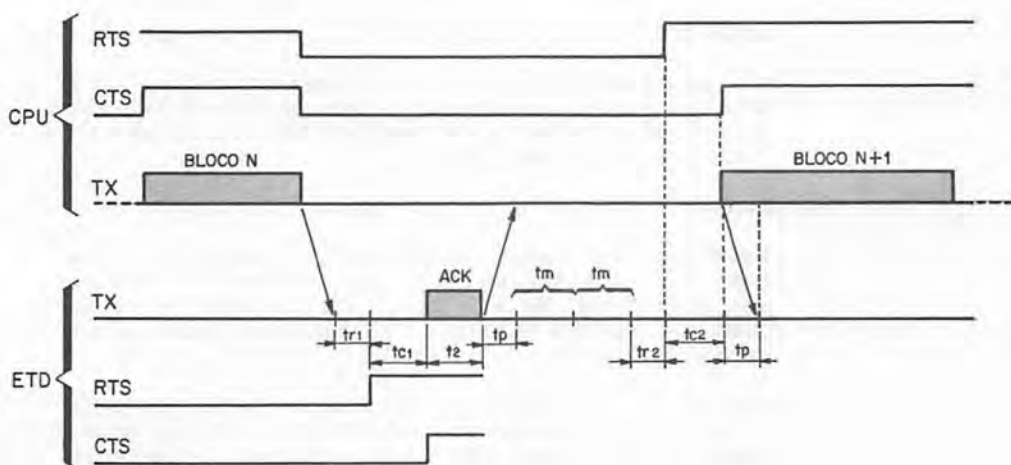 RTS
CPU
CTS
BLOCO N
BLOCO N+1
TX
ACK
tm
tm
TX
tr1
tc1
t2
tp
tr2
tc2
tp
ETD
RTS
CTS